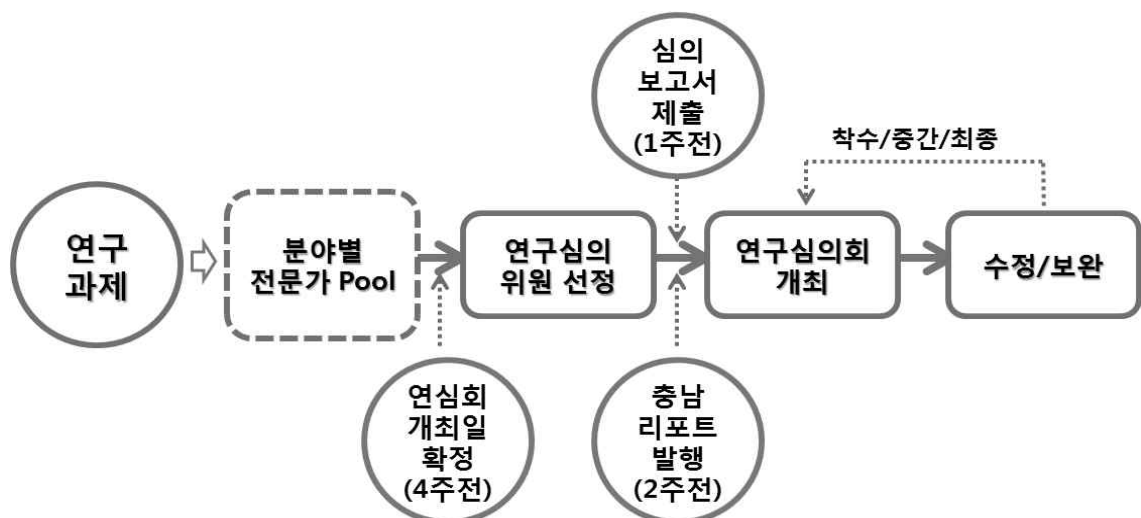 심의
보고서
제출
(1주전)
착수/중간/최종
연구
과제
분야별
전문가 Pool
연구심의
위원 선정
연구심의회
개최
수정/보완
연심회
개최일
확정
(4주전)
충남
리포트
발행
(2주전)